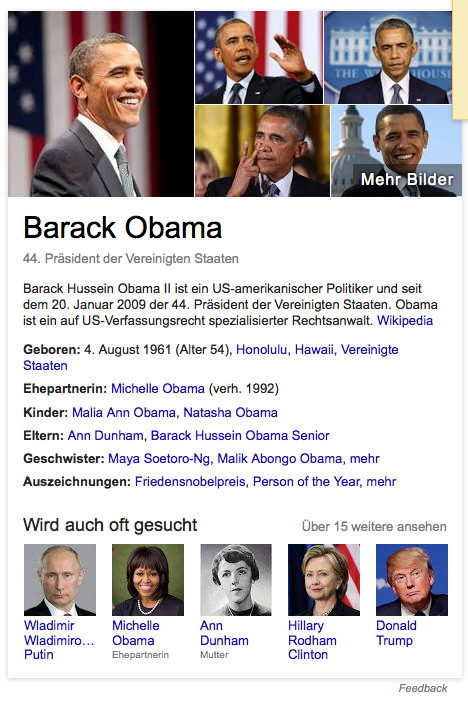 Mehr Bilder
Barack Obama
44. Präsident der Vereinigten Staaten
Barack Hussein Obama II ist ein US-amerikanischer Politiker und seit
dem 20. Januar 2009 der 44. Präsident der Vereinigten Staaten. Obama
ist ein auf US-Verfassungsrecht spezialisierter Rechtsanwalt. Wikipedia
Geboren: 4. August 1961 (Alter 54), Honolulu, Hawaii, Vereinigte
Staaten
Ehepartnerin: Michelle Obama (verh. 1992)
Kinder: Malia Ann Obama, Natasha Obama
Eltern: Ann Dunham, Barack Hussein Obama Senior
Geschwister: Maya Soetoro-Ng, Malik Abongo Obama, mehr
Auszeichnungen: Friedensnobelpreis, Person of the Year, mehr
Wird auch oft gesucht
Über 15 weitere ansehen
Wladimir
Wladimiro…
Putin
Michelle
Obama
Ehepartnerin
Ann
Dunham
Mutter
Hillary
Rodham
Clinton
Donald
Trump
Feedback